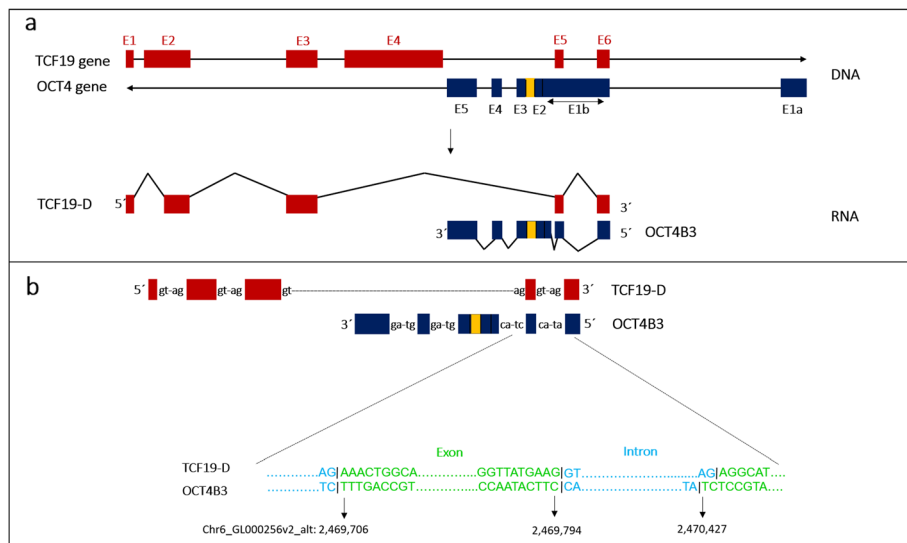 a
E1 E2 E3 E4 E5 E6
TCF19 gene
DNA
OCT4 gene
E5 E4 E3 E2 E1b E1a
TCF19-D 5´ 3´
RNA
3´ 5´ OCT4B3
b
5´ gt-ag gt-ag gt ag gt-ag 3´ TCF19-D
3´ ga-tg ga-tg ca-tc ca-ta 5´ OCT4B3
Exon Intron
TCF19-D ............AG|AAACTGGCA..........GGTTATGAAG|GT..............................AG|AGGCAT....
OCT4B3 ............TC|TTTGACCGT...........CCAATACTTC|CA..........................TA|TCTCCGTA....
Chr6_GL000256v2_alt: 2,469,706 2,469,794 2,470,427